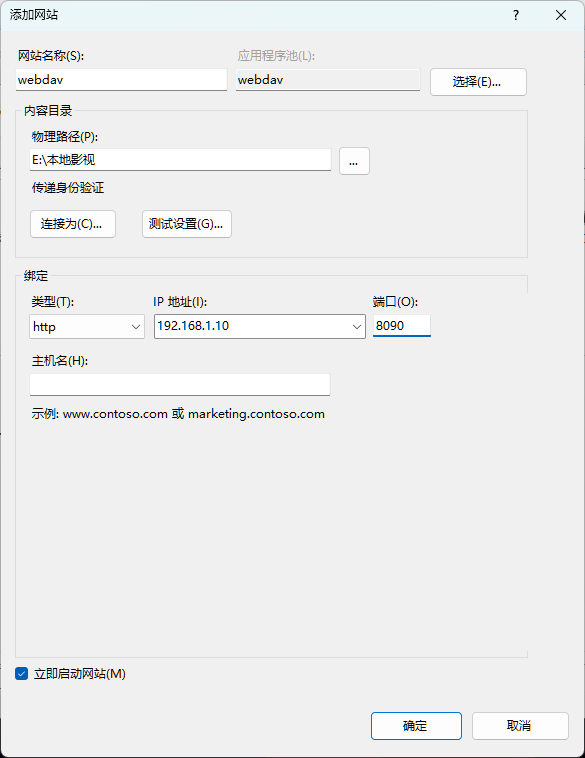 添加网站
?
网站名称(S):
应用程序池(L):
webdav
webdav
选择(E)...
内容目录
物理路径(P):
E:\本地影视
...
传递身份验证
连接为(C)...
测试设置(G)...
绑定
类型(T):
IP 地址(I):
端口(O):
http
192.168.1.10
8090
主机名(H):
示例: www.contoso.com 或 marketing.contoso.com
立即启动网站(M)
确定
取消